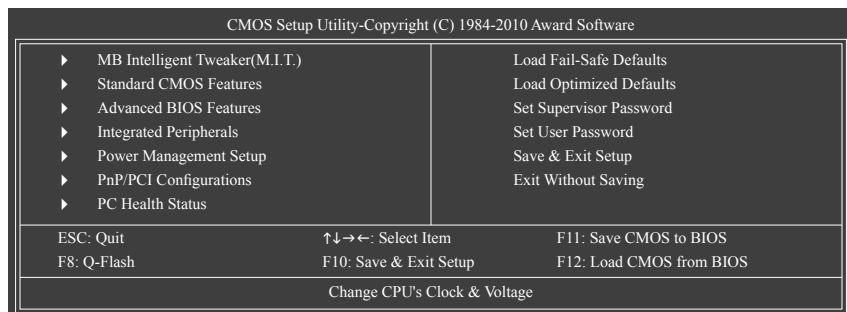 CMOS Setup Utility-Copyright (C) 1984-2010 Award Software
MB Intelligent Tweaker(M.I.T.)
Standard CMOS Features
Advanced BIOS Features
Integrated Peripherals
Power Management Setup
PnP/PCI Configurations
PC Health Status
Load Fail-Safe Defaults
Load Optimized Defaults
Set Supervisor Password
Set User Password
Save & Exit Setup
Exit Without Saving
ESC: Quit ↑↓→←: Select Item F11: Save CMOS to BIOS
F8: Q-Flash F10: Save & Exit Setup F12: Load CMOS from BIOS
Change CPU's Clock & Voltage